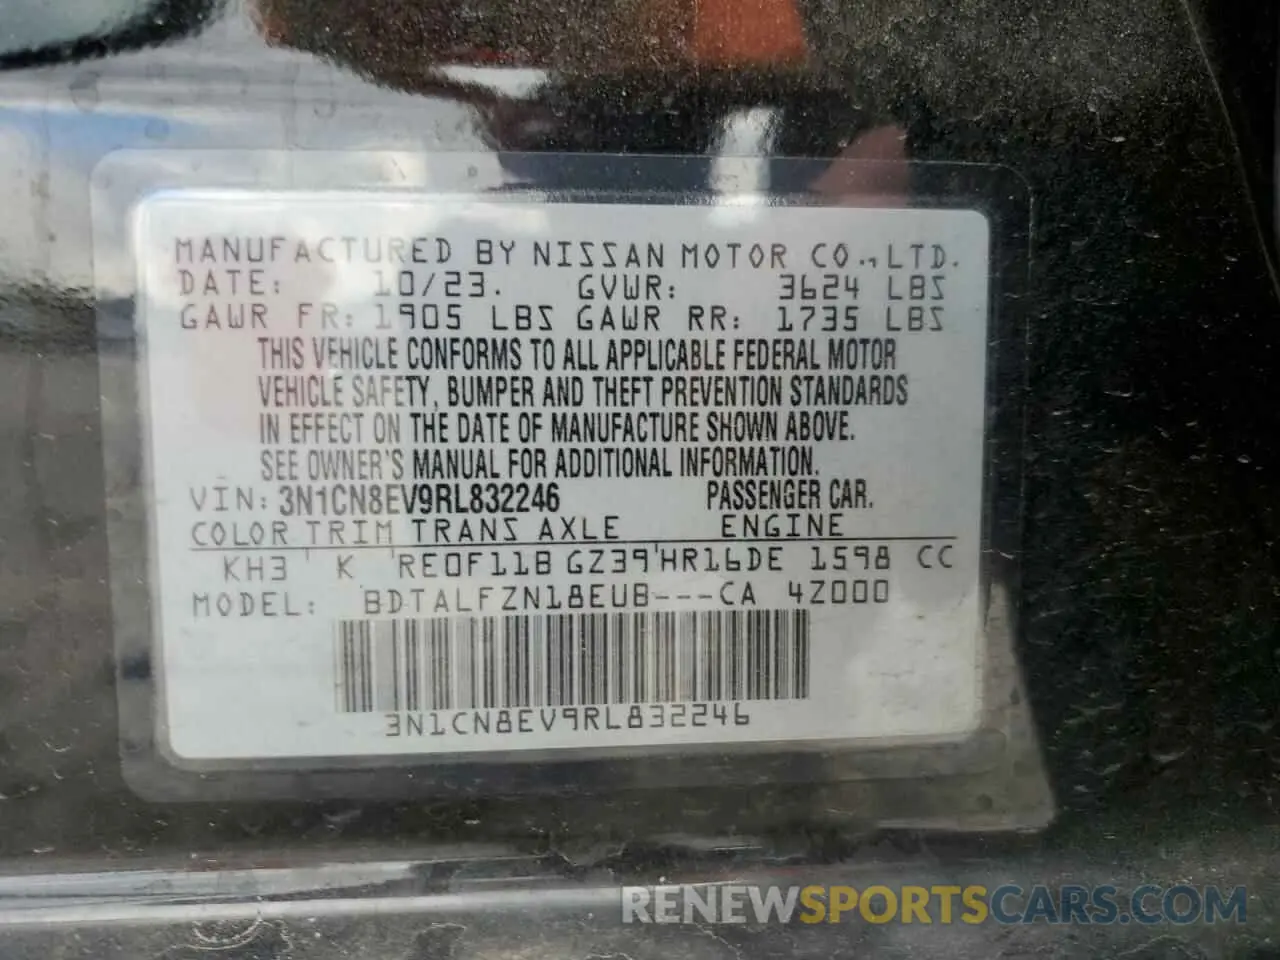 MANUFACTURED BY NISSAN MOTOR CO.,LTD.
DATE: 10/23. GVWR: 3624 LBS
GAWR FR: 1905 LBS GAWR RR: 1735 LBS
THIS VEHICLE CONFORMS TO ALL APPLICABLE FEDERAL MOTOR
VEHICLE SAFETY, BUMPER AND THEFT PREVENTION STANDARDS
IN EFFECT ON THE DATE OF MANUFACTURE SHOWN ABOVE.
SEE OWNER'S MANUAL FOR ADDITIONAL INFORMATION.
VIN: 3N1CN8EV9RL832246 PASSENGER CAR.
COLOR TRIM TRANS AXLE ENGINE
KH3 ' K 'RE0F11B GZ39'HR16DE 1598 CC
MODEL: BDTALFZN18EUB---CA 4Z000
3N1CN8EV9RL832246
RENEWSPORTSCARS.COM